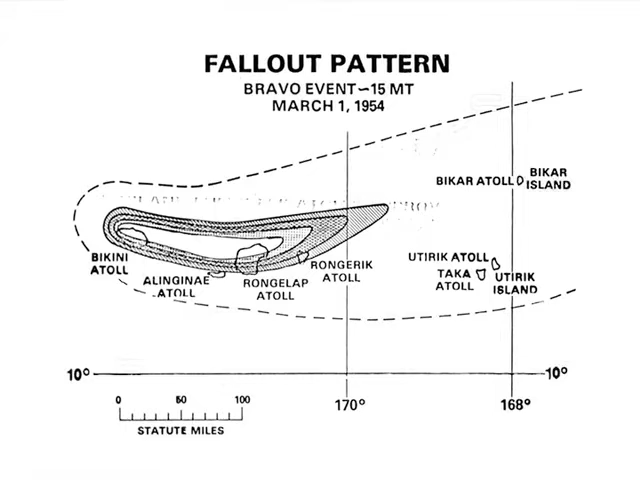 FALLOUT PATTERN
BRAVO EVENT–15 MT
MARCH 1, 1954
BIKAR ATOLL
BIKAR
ISLAND
BIKINI
ATOLL
ALINGINAE
ATOLL
RONGELAP
ATOLL
RONGERIK
ATOLL
UTIRIK ATOLL
TAKA
ATOLL
UTIRIK
ISLAND
10°
10°
170°
168°
0 50 100
STATUTE MILES